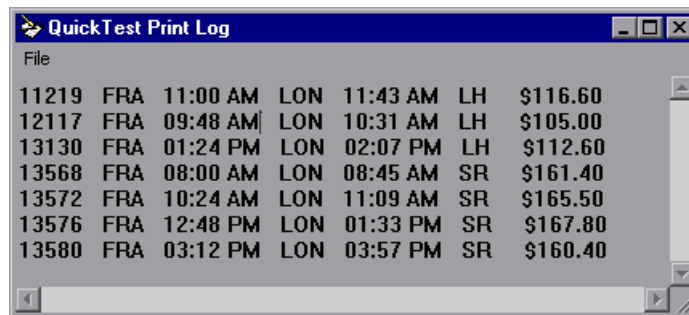 QuickTest Print Log
File
11219 FRA 11:00 AM LON 11:43 AM LH $116.60
12117 FRA 09:48 AM LON 10:31 AM LH $105.00
13130 FRA 01:24 PM LON 02:07 PM LH $112.60
13568 FRA 08:00 AM LON 08:45 AM SR $161.40
13572 FRA 10:24 AM LON 11:09 AM SR $165.50
13576 FRA 12:48 PM LON 01:33 PM SR $167.80
13580 FRA 03:12 PM LON 03:57 PM SR $160.40